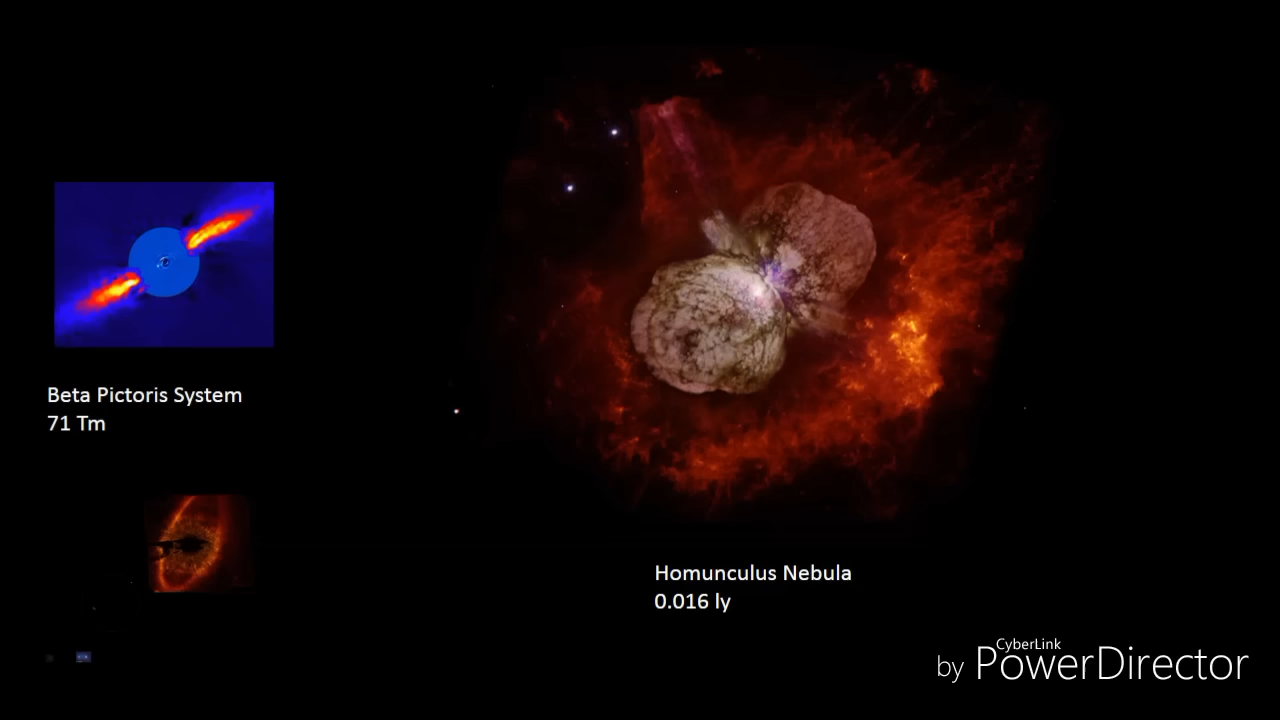 Beta Pictoris System
71 Tm
Homunculus Nebula
0.016 ly
CyberLink
by PowerDirector